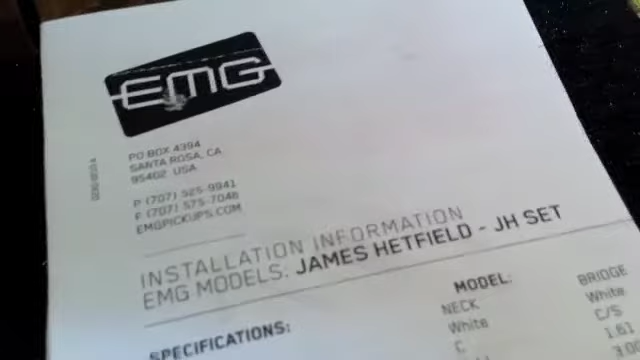 EMG
PO BOX 4394
SANTA ROSA, CA
95402 USA
P (707) 525-9941
F (707) 575-7046
EMGPICKUPS.COM
INSTALLATION INFORMATION
EMG MODELS: JAMES HETFIELD - JH SET
SPECIFICATIONS:
MODEL: BRIDGE
NECK White
White C/S
C 1.61